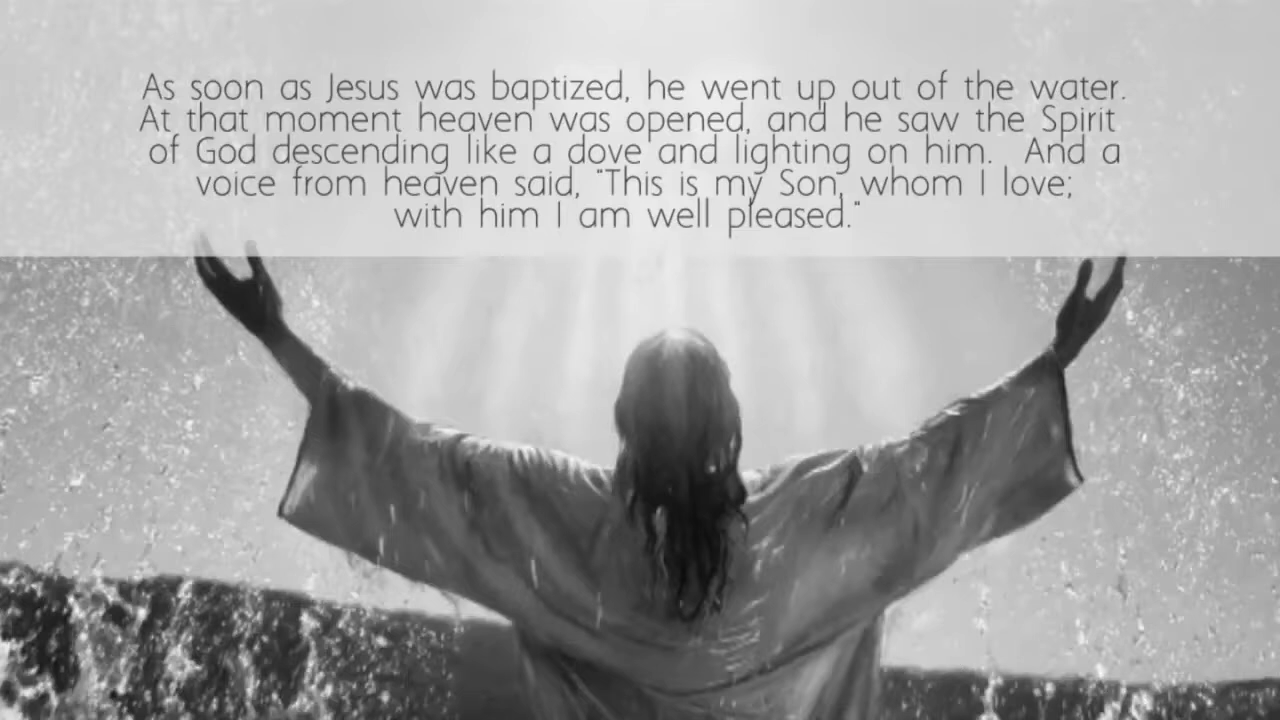 As soon as Jesus was baptized, he went up out of the water.
At that moment heaven was opened, and he saw the Spirit
of God descending like a dove and lighting on him.  And a
voice from heaven said, "This is my Son, whom I love;
with him I am well pleased."